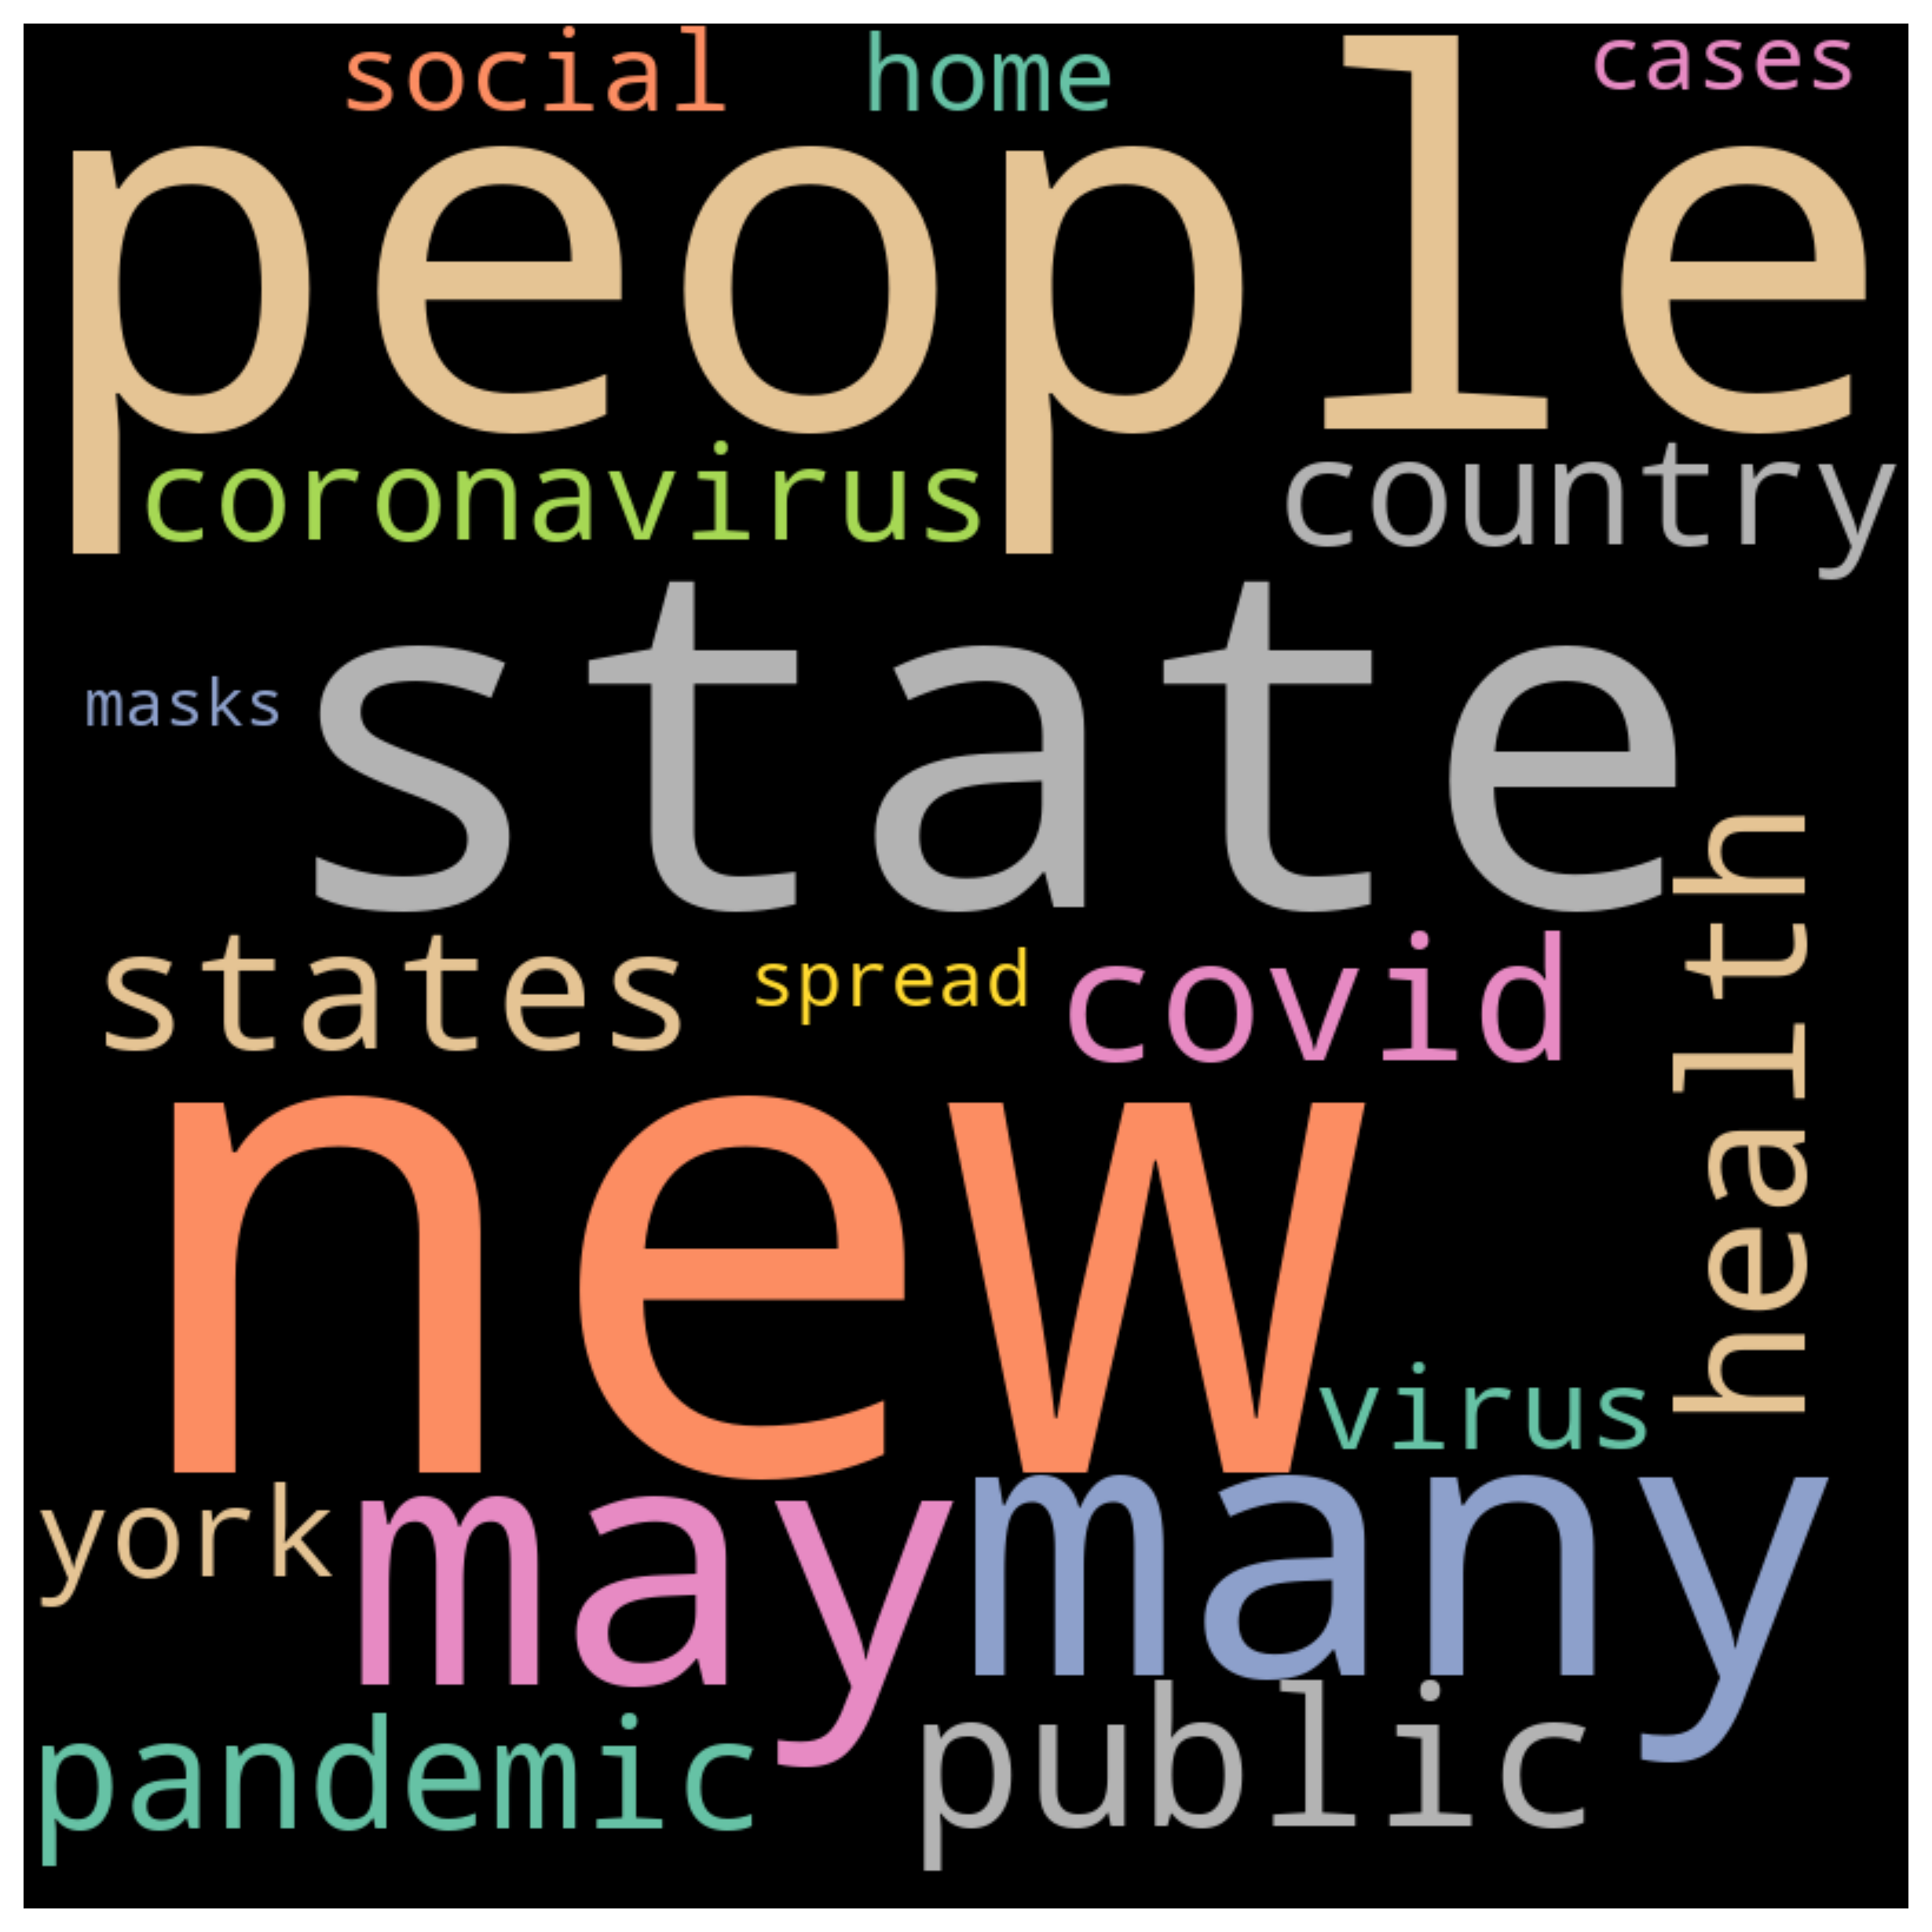 social home cases
people
coronavirus country
masks state
states spread covid
health
new
virus
york may many
pandemic public